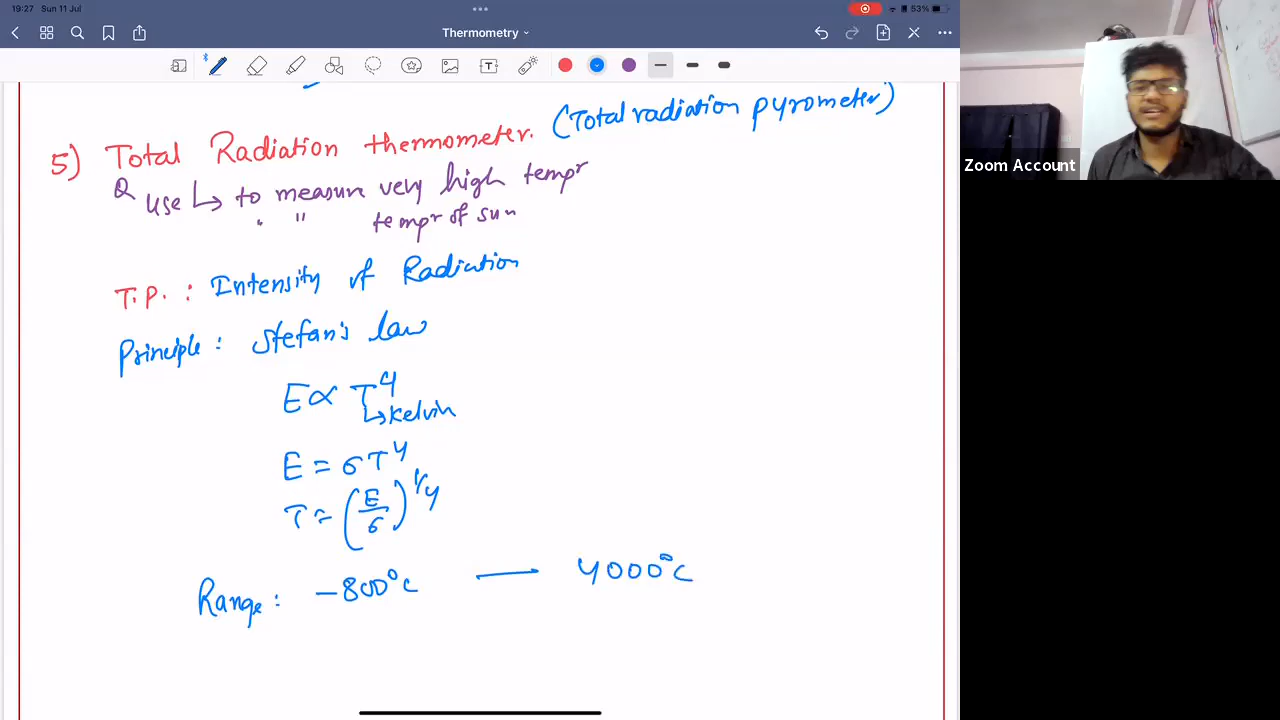 19:27 Sun 11 Jul
53%
Thermometry
(Total radiation pyrometer)
5) Total Radiation thermometer.
Use ↳ to measure very high tempr
" " tempr of sun
T.P. : Intensity of Radiation
Principle : Stefan's law
E ∝ T⁴
↳ Kelvin
E = σT⁴
T = (E/σ)^1/4
Range : –800°C — 4000°C
Zoom Account